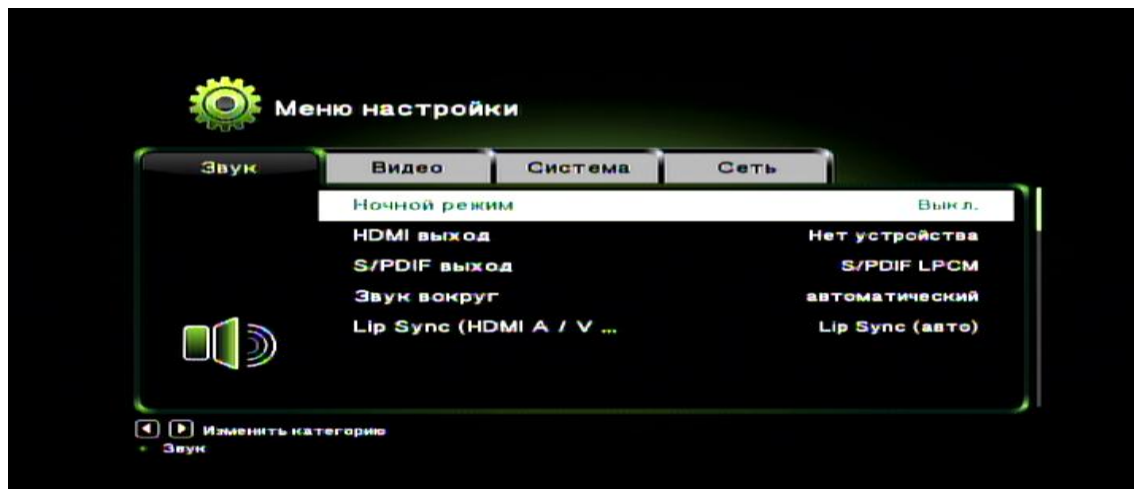 Меню настройки
Звук Видео Система Сеть
Ночной режим Выкл.
HDMI выход Нет устройства
S/PDIF выход S/PDIF LPCM
Звук вокруг автоматический
Lip Sync (HDMI A / V ... Lip Sync (авто)
Изменить категорию
Звук